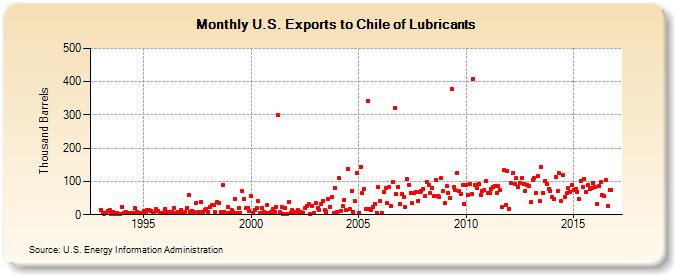 Monthly U.S. Exports to Chile of Lubricants
Thousand Barrels
500
400
300
200
100
0
1995 2000 2005 2010 2015
Source: U.S. Energy Information Administration